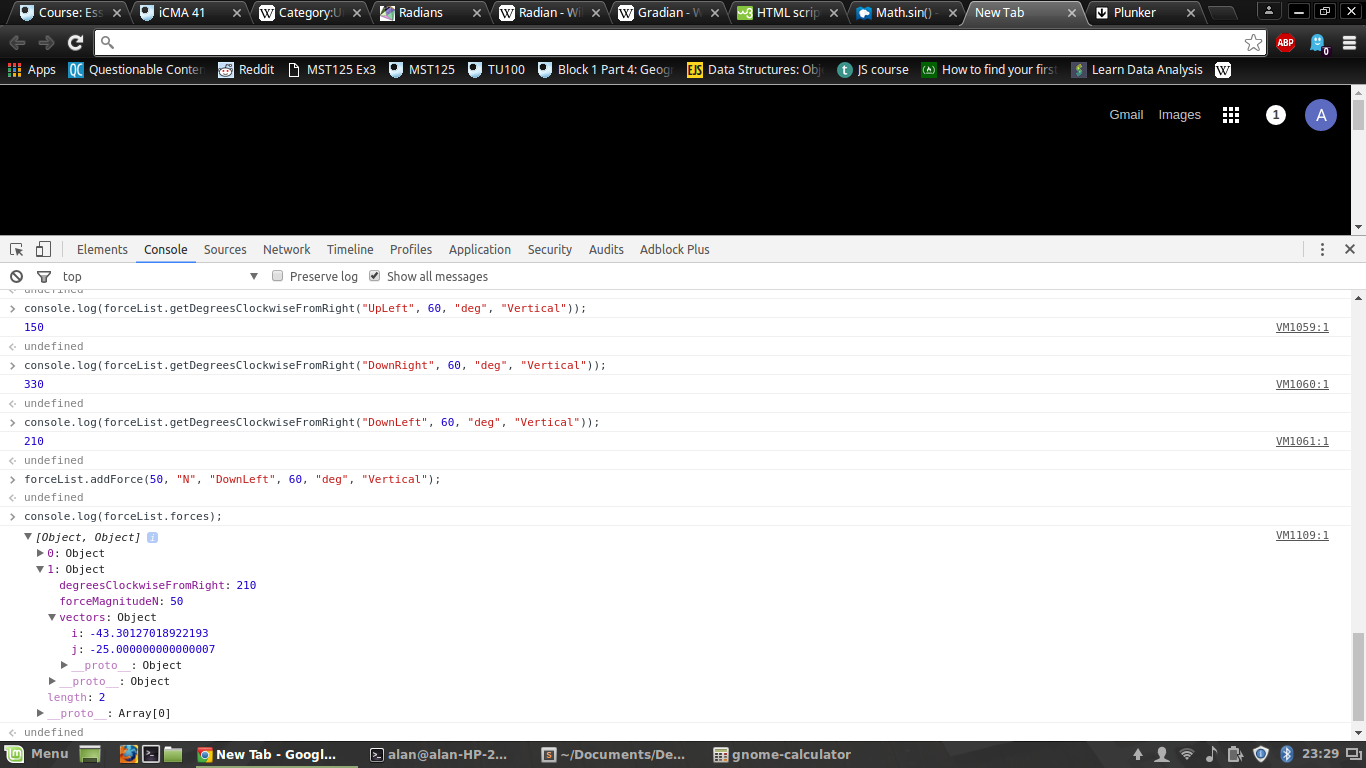 Course: Ess
iCMA 41
Category:U
Radians
Radian - Wi
Gradian - W
HTML scrip
Math.sin() -
New Tab
Plunker
ABP
0
Apps
QC Questionable Conter
Reddit
MST125 Ex3
MST125
TU100
Block 1 Part 4: Geog
EJS Data Structures: Obj
t JS course
How to find your first
Learn Data Analysis
W
Gmail Images 1 A
Elements Console Sources Network Timeline Profiles Application Security Audits Adblock Plus
top Preserve log Show all messages
undefined
console.log(forceList.getDegreesClockwiseFromRight("UpLeft", 60, "deg", "Vertical"));
150 VM1059:1
undefined
console.log(forceList.getDegreesClockwiseFromRight("DownRight", 60, "deg", "Vertical"));
330 VM1060:1
undefined
console.log(forceList.getDegreesClockwiseFromRight("DownLeft", 60, "deg", "Vertical"));
210 VM1061:1
undefined
forceList.addForce(50, "N", "DownLeft", 60, "deg", "Vertical");
undefined
console.log(forceList.forces);
[Object, Object] i VM1109:1
0: Object
1: Object
degreesClockwiseFromRight: 210
forceMagnitudeN: 50
vectors: Object
i: -43.30127018922193
j: -25.000000000000007
__proto__: Object
__proto__: Object
length: 2
__proto__: Array[0]
undefined
Menu
New Tab - Googl...
alan@alan-HP-2...
~/Documents/De...
gnome-calculator
23:29